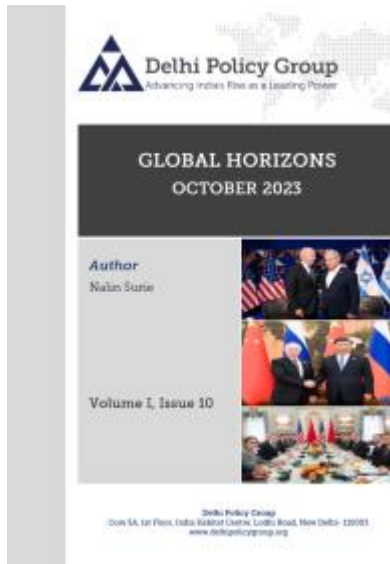 Delhi Policy Group
Advancing India's Rise as a Leading Power
GLOBAL HORIZONS
OCTOBER 2023
Author
Nalin Surie
Volume I, Issue 10
Delhi Policy Group
Core 5A, 1st Floor, India Habitat Centre, Lodhi Road, New Delhi- 110003
www.delhipolicygroup.org